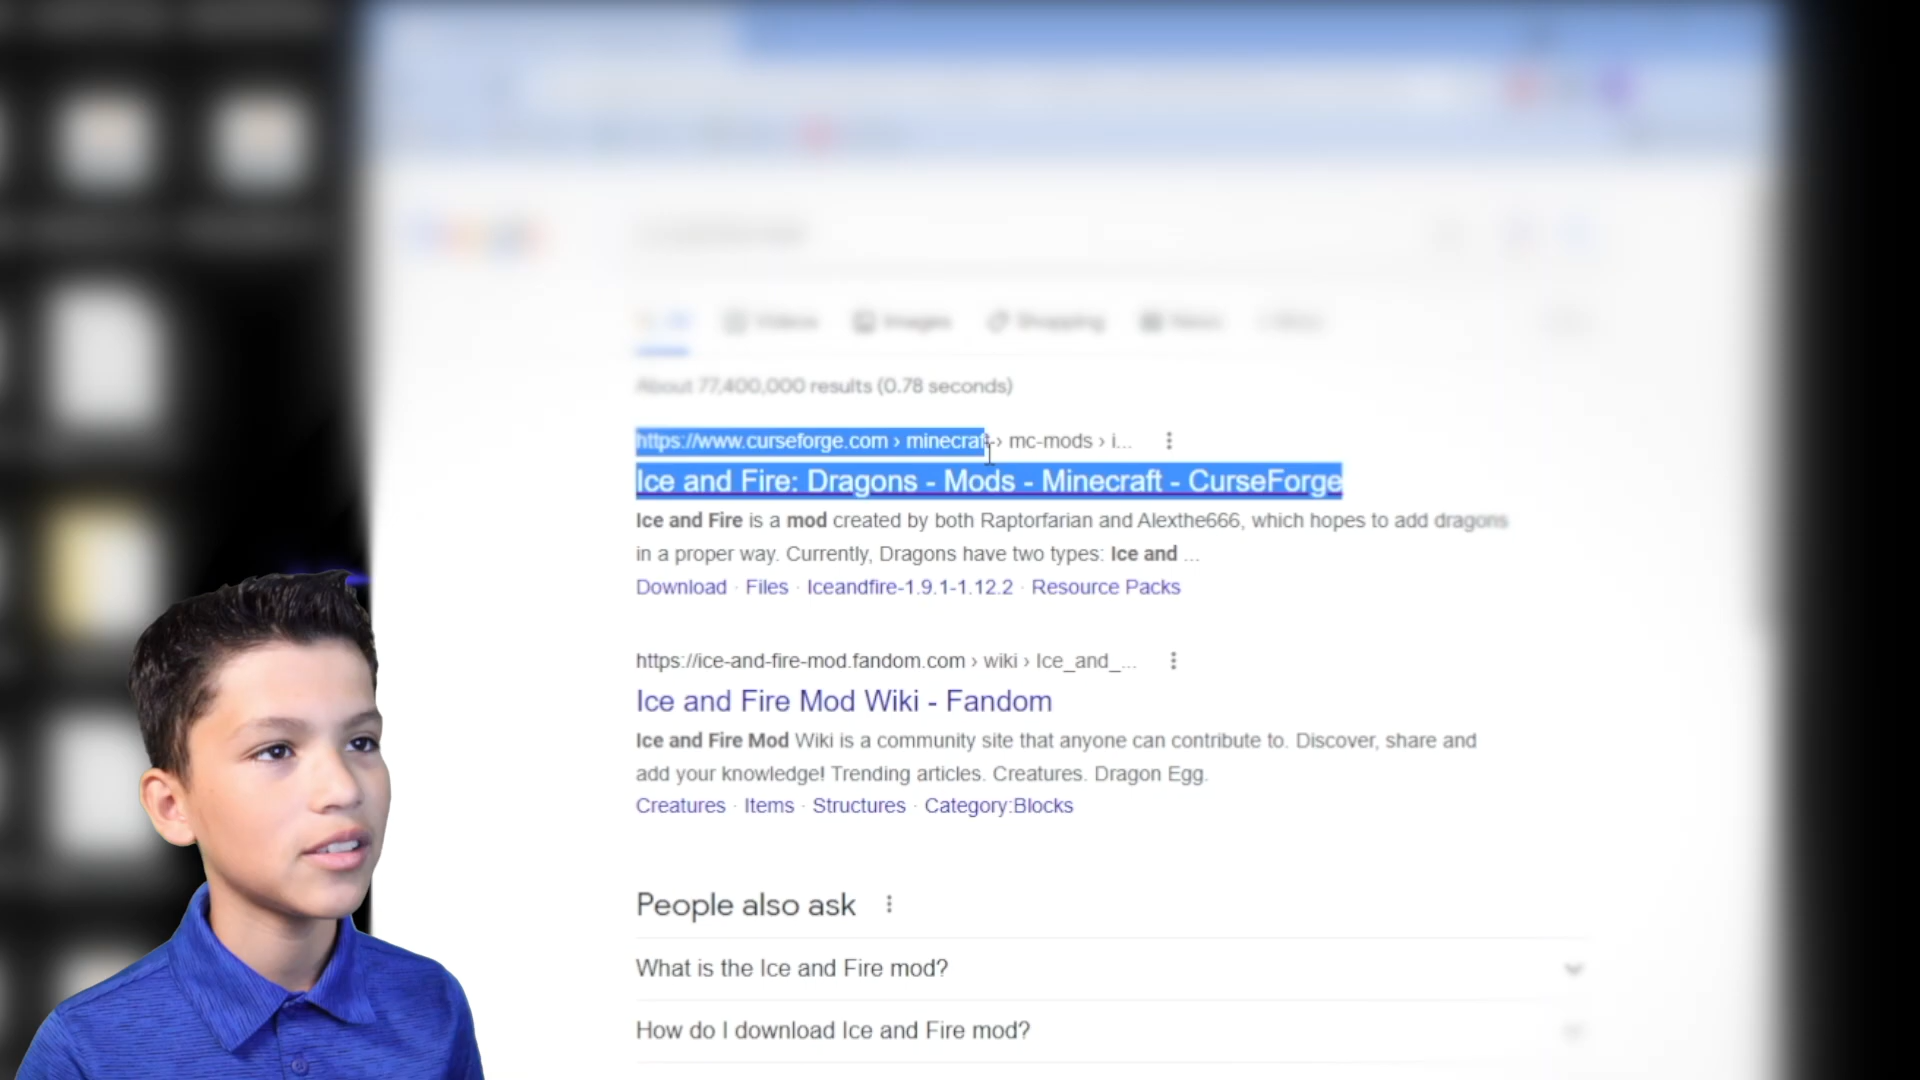 Videos
Images
Shopping
News
About 77,400,000 results (0.78 seconds)
https://www.curseforge.com › minecraft › mc-mods › i...
Ice and Fire: Dragons - Mods - Minecraft - CurseForge
Ice and Fire is a mod created by both Raptorfarian and Alexthe666, which hopes to add dragons
in a proper way. Currently, Dragons have two types: Ice and ...
Download · Files · Iceandfire-1.9.1-1.12.2 · Resource Packs
https://ice-and-fire-mod.fandom.com › wiki › Ice_and_...
Ice and Fire Mod Wiki - Fandom
Ice and Fire Mod Wiki is a community site that anyone can contribute to. Discover, share and
add your knowledge! Trending articles. Creatures. Dragon Egg.
Creatures · Items · Structures · Category:Blocks
People also ask
What is the Ice and Fire mod?
How do I download Ice and Fire mod?